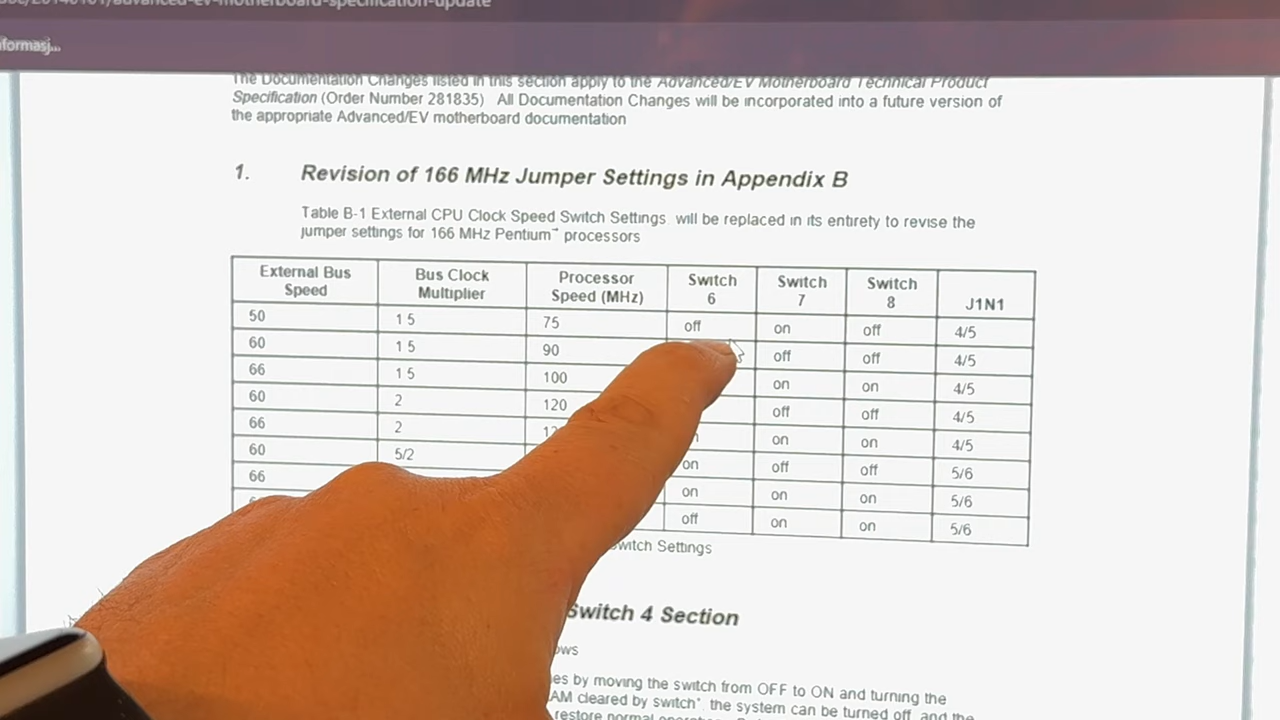 advanced-ev-motherboard-specification-update
nformasj...
The Documentation Changes listed in this section apply to the Advanced/EV Motherboard Technical Product
Specification (Order Number 281835) All Documentation Changes will be incorporated into a future version of
the appropriate Advanced/EV motherboard documentation
1. Revision of 166 MHz Jumper Settings in Appendix B
Table B-1 External CPU Clock Speed Switch Settings will be replaced in its entirety to revise the
jumper settings for 166 MHz Pentium™ processors
External Bus Speed Bus Clock Multiplier Processor Speed (MHz) Switch 6 Switch 7 Switch 8 J1N1
50 1 5 75 off on off 4/5
60 1 5 90 off off 4/5
66 1 5 100 on on 4/5
60 2 120 off off 4/5
66 2 on on 4/5
60 5/2 on off off 5/6
66 on on on 5/6
off on on 5/6
Switch Settings
Switch 4 Section
ows
es by moving the switch from OFF to ON and turning the
AM cleared by switch", the system can be turned off, and the
restore normal